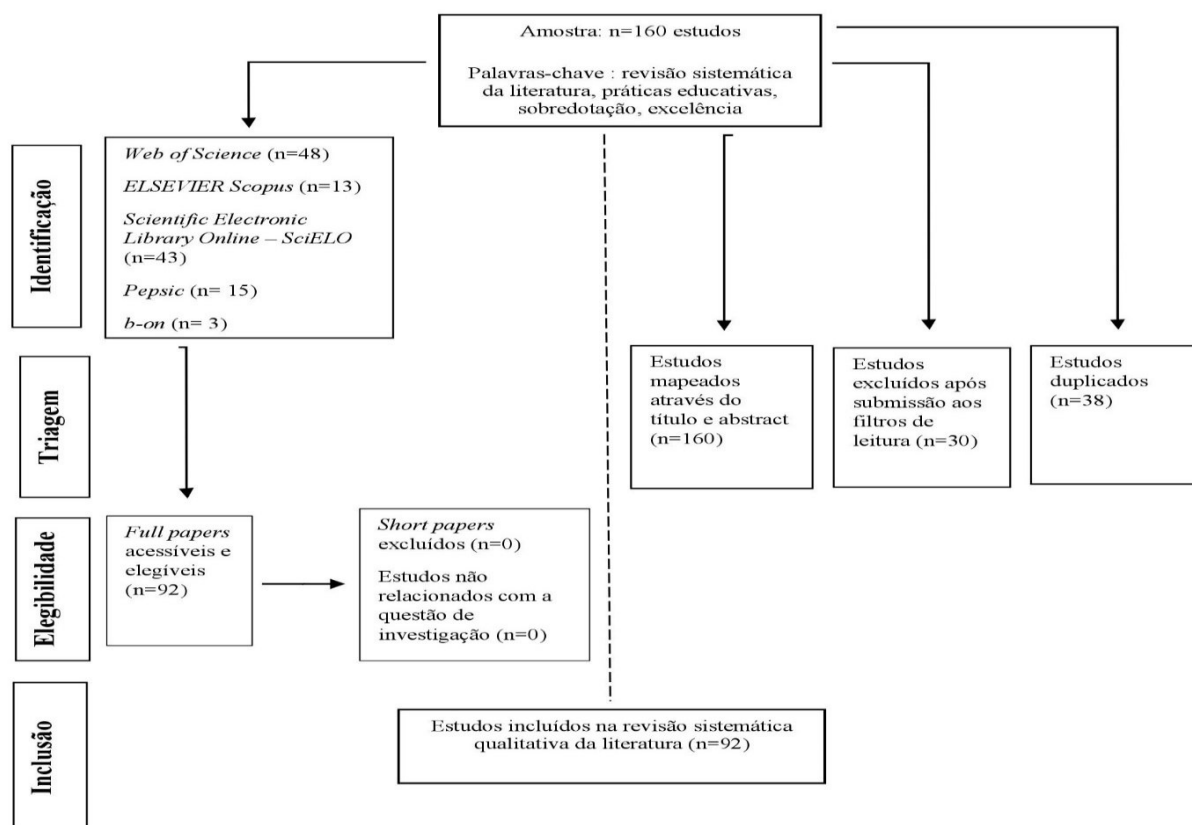 Amostra: n=160 estudos
Palavras-chave : revisão sistemática
da literatura, práticas educativas,
sobredotação, excelência
Identificação
Web of Science (n=48)
ELSEVIER Scopus (n=13)
Scientific Electronic
Library Online – SciELO
(n=43)
Pepsic (n= 15)
b-on (n= 3)
Triagem
Estudos
mapeados
através do
título e abstract
(n=160)
Estudos
excluídos após
submissão aos
filtros de
leitura (n=30)
Estudos
duplicados
(n=38)
Elegibilidade
Full papers
acessíveis e
elegíveis
(n=92)
Short papers
excluídos (n=0)
Estudos não
relacionados com a
questão de
investigação (n=0)
Inclusão
Estudos incluídos na revisão sistemática
qualitativa da literatura (n=92)